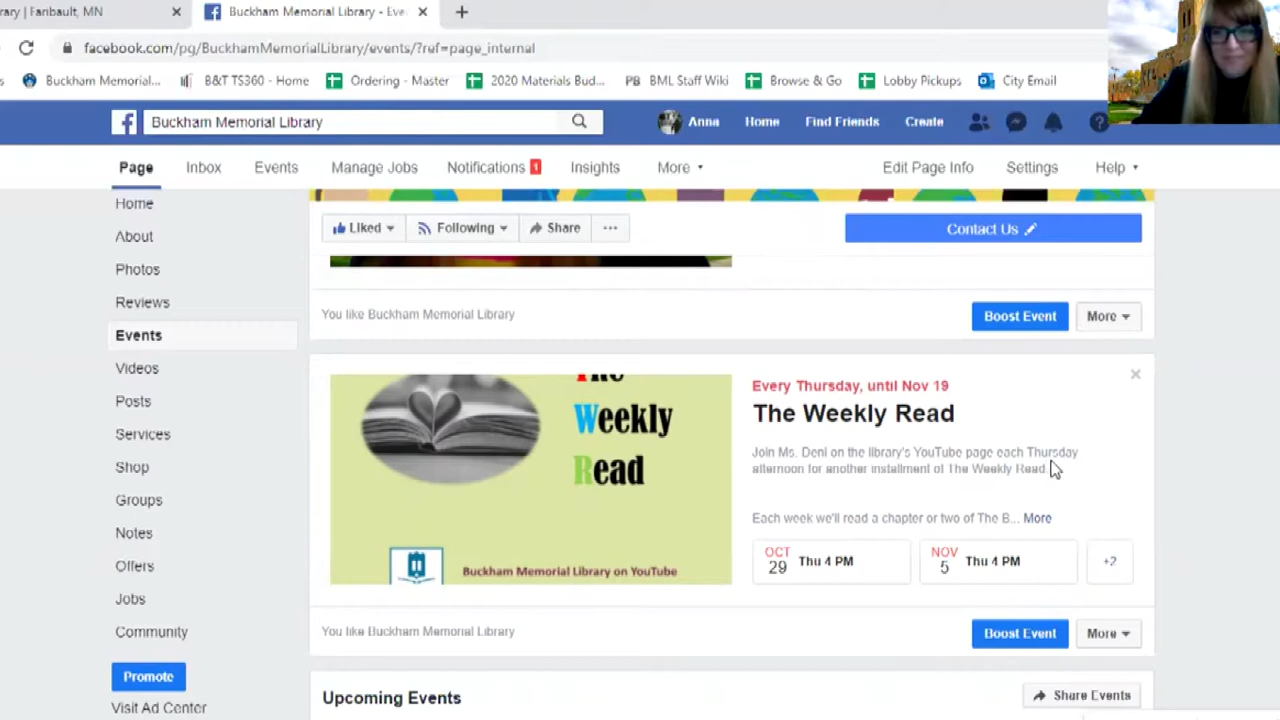 rary | Faribault, MN
Buckham Memorial Library - Eve
facebook.com/pg/BuckhamMemorialLibrary/events/?ref=page_internal
Buckham Memorial... B&T TS360 - Home Ordering - Master 2020 Materials Bud... PB BML Staff Wiki Browse & Go Lobby Pickups City Email
Buckham Memorial Library
Anna Home Find Friends Create
Page Inbox Events Manage Jobs Notifications 1 Insights More Edit Page Info Settings Help
Home
About
Photos
Reviews
Events
Videos
Posts
Services
Shop
Groups
Notes
Offers
Jobs
Community
Promote
Visit Ad Center
Liked Following Share ... Contact Us
You like Buckham Memorial Library
Boost Event More
The
Weekly
Read
Buckham Memorial Library on YouTube
Every Thursday, until Nov 19
The Weekly Read
Join Ms. Deni on the library's YouTube page each Thursday
afternoon for another installment of The Weekly Read.
Each week we'll read a chapter or two of The B... More
OCT 29 Thu 4 PM
NOV 5 Thu 4 PM
+2
You like Buckham Memorial Library
Boost Event More
Upcoming Events
Share Events